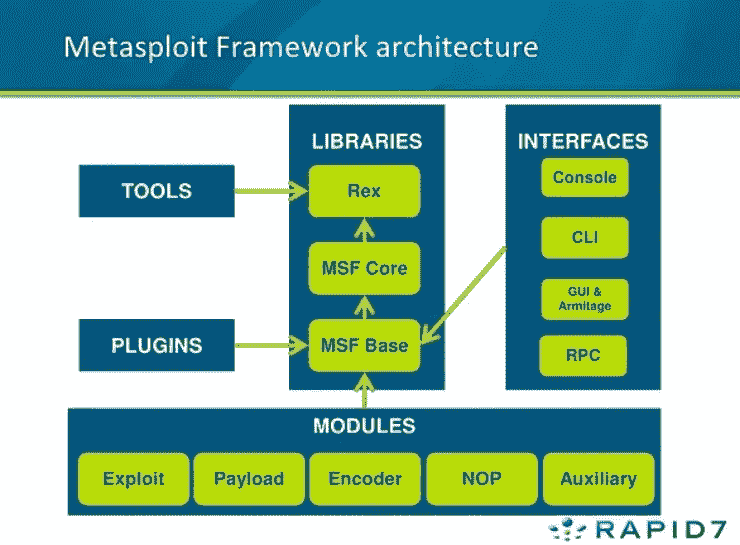 Metasploit Framework architecture
LIBRARIES
INTERFACES
TOOLS
Rex
Console
MSF Core
CLI
GUI &
Armitage
PLUGINS
MSF Base
RPC
MODULES
Exploit
Payload
Encoder
NOP
Auxiliary
RAPID7